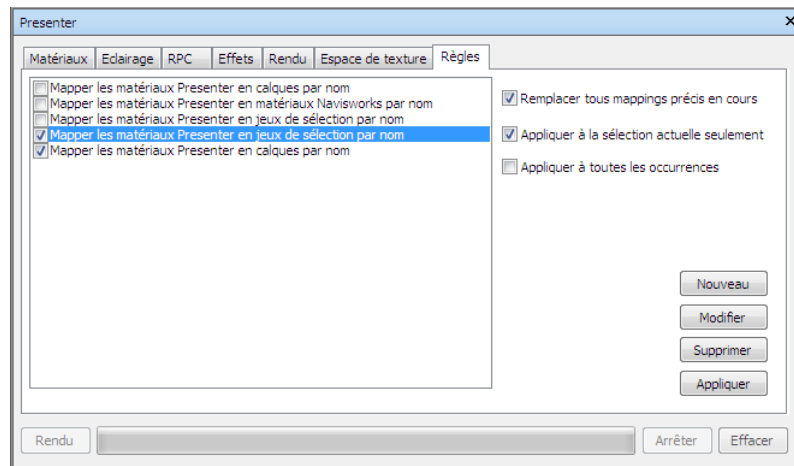 Presenter
Matériaux Eclairage RPC Effets Rendu Espace de texture Règles
Mapper les matériaux Presenter en calques par nom
Mapper les matériaux Presenter en matériaux Navisworks par nom
Mapper les matériaux Presenter en jeux de sélection par nom
Mapper les matériaux Presenter en jeux de sélection par nom
Mapper les matériaux Presenter en calques par nom
Remplacer tous mappings précis en cours
Appliquer à la sélection actuelle seulement
Appliquer à toutes les occurrences
Nouveau
Modifier
Supprimer
Appliquer
Rendu Arrêter Effacer